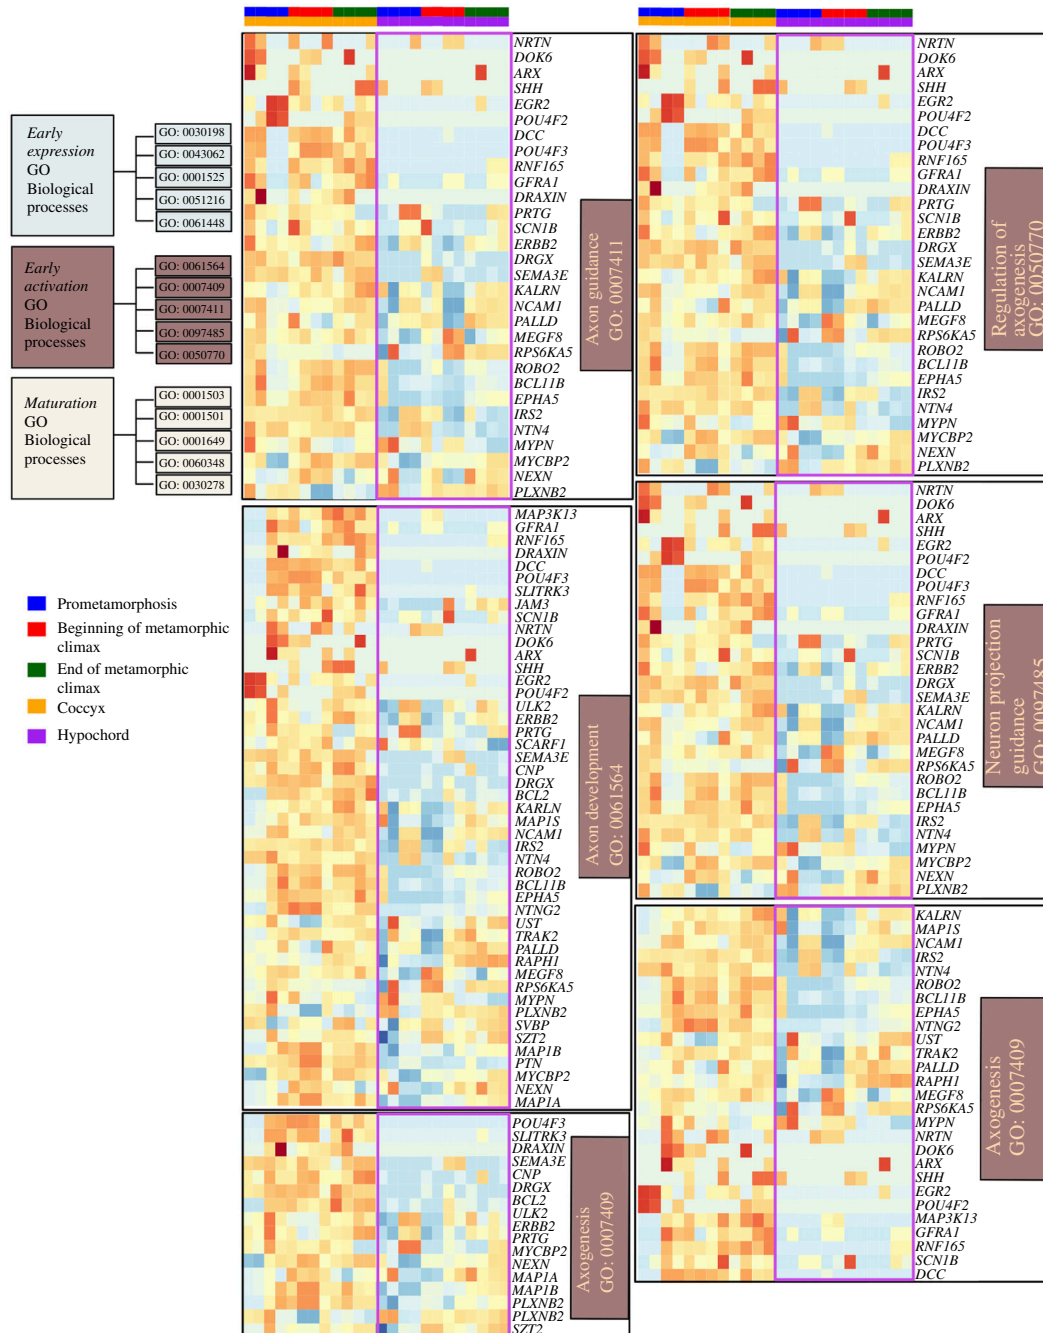 Early
expression
GO
Biological
processes
GO: 0030198
GO: 0043062
GO: 0001525
GO: 0051216
GO: 0061448
Early
activation
GO
Biological
processes
GO: 0061564
GO: 0007409
GO: 0007411
GO: 0097485
GO: 0050770
Maturation
GO
Biological
processes
GO: 0001503
GO: 0001501
GO: 0001649
GO: 0060348
GO: 0030278
Prometamorphosis
Beginning of metamorphic
climax
End of metamorphic
climax
Coccyx
Hypochord
NRTN
DOK6
ARX
SHH
EGR2
POU4F2
DCC
POU4F3
RNF165
GFRA1
DRAXIN
PRTG
SCN1B
ERBB2
DRGX
SEMA3E
KALRN
NCAM1
PALLD
MEGF8
RPS6KA5
ROBO2
BCL11B
EPHA5
IRS2
NTN4
MYPN
MYCBP2
NEXN
PLXNB2
Axon guidance
GO: 0007411
MAP3K13
GFRA1
RNF165
DRAXIN
DCC
POU4F3
SLITRK3
JAM3
SCN1B
NRTN
DOK6
ARX
SHH
EGR2
POU4F2
ULK2
ERBB2
PRTG
SCARF1
SEMA3E
CNP
DRGX
BCL2
KARLN
MAP1S
NCAM1
IRS2
NTN4
ROBO2
BCL11B
EPHA5
NTNG2
UST
TRAK2
PALLD
RAPH1
MEGF8
RPS6KA5
MYPN
PLXNB2
SVBP
SZT2
MAP1B
PTN
MYCBP2
NEXN
MAP1A
Axon development
GO: 0061564
POU4F3
SLITRK3
DRAXIN
SEMA3E
CNP
DRGX
BCL2
ULK2
ERBB2
PRTG
MYCBP2
NEXN
MAP1A
MAP1B
PLXNB2
PLXNB2
SZT2
Axogenesis
GO: 0007409
NRTN
DOK6
ARX
SHH
EGR2
POU4F2
DCC
POU4F3
RNF165
GFRA1
DRAXIN
PRTG
SCN1B
ERBB2
DRGX
SEMA3E
KALRN
NCAM1
PALLD
MEGF8
RPS6KA5
ROBO2
BCL11B
EPHA5
IRS2
NTN4
MYPN
MYCBP2
NEXN
PLXNB2
Regulation of
axogenesis
GO: 0050770
NRTN
DOK6
ARX
SHH
EGR2
POU4F2
DCC
POU4F3
RNF165
GFRA1
DRAXIN
PRTG
SCN1B
ERBB2
DRGX
SEMA3E
KALRN
NCAM1
PALLD
MEGF8
RPS6KA5
ROBO2
BCL11B
EPHA5
IRS2
NTN4
MYPN
MYCBP2
NEXN
PLXNB2
Neuron projection
guidance
GO: 0097485
KALRN
MAP1S
NCAM1
IRS2
NTN4
ROBO2
BCL11B
EPHA5
NTNG2
UST
TRAK2
PALLD
RAPH1
MEGF8
RPS6KA5
MYPN
NRTN
DOK6
ARX
SHH
EGR2
POU4F2
MAP3K13
GFRA1
RNF165
SCN1B
DCC
Axogenesis
GO: 0007409